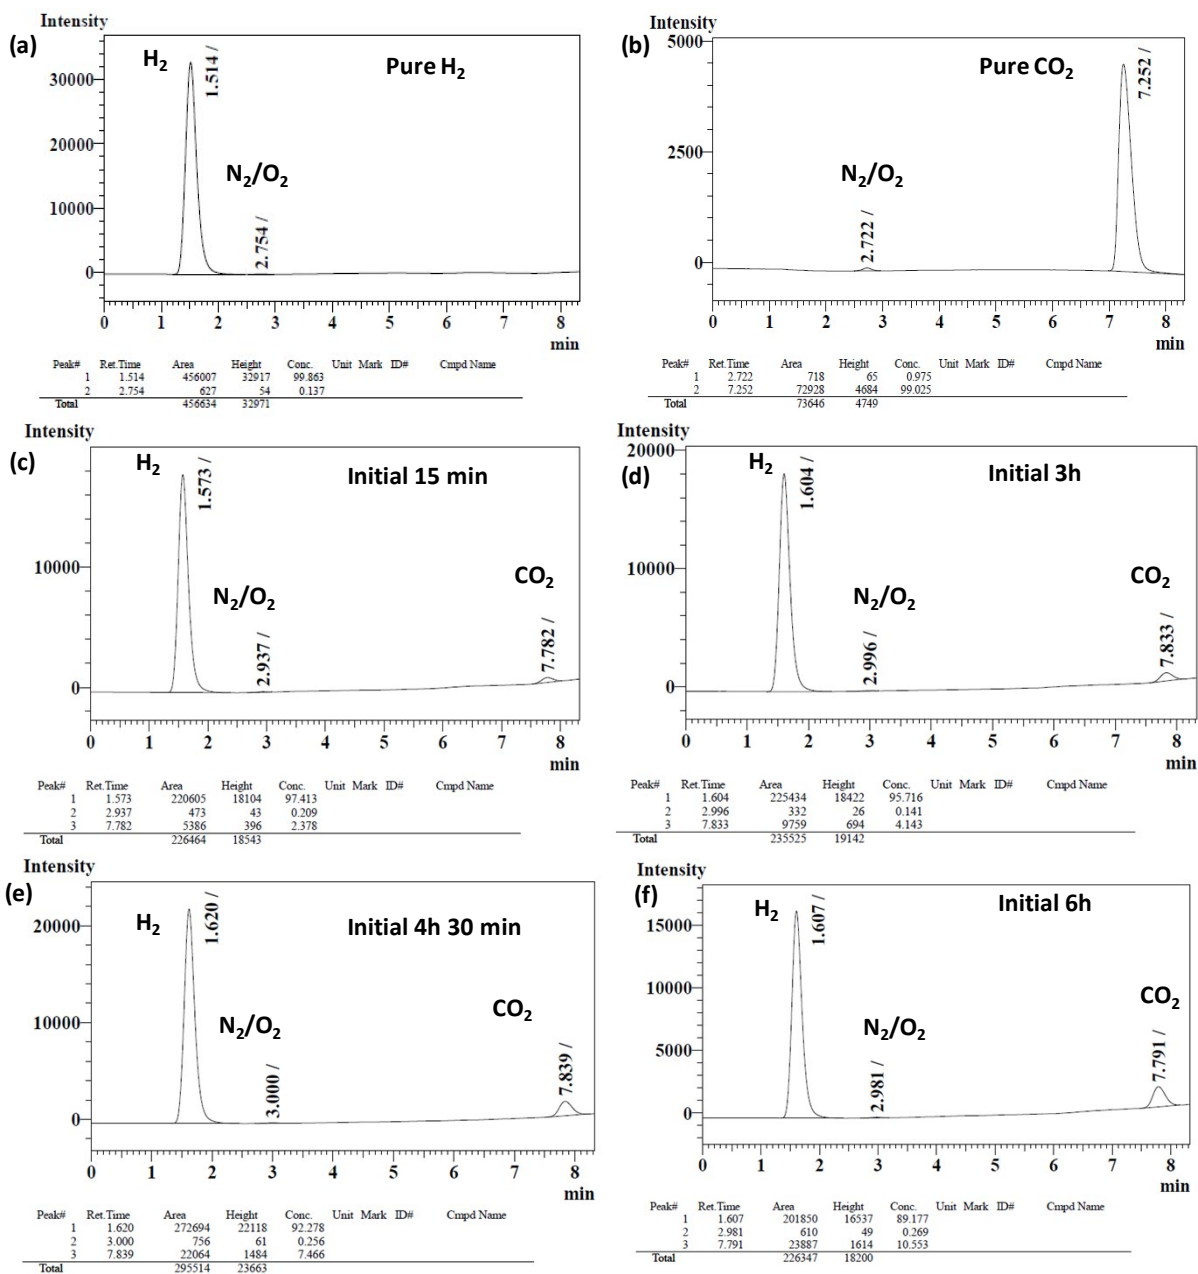 (a)
Intensity
H₂
1.514 /
Pure H₂
N₂/O₂
2.754 /
30000
20000
10000
0
0 1 2 3 4 5 6 7 8
min
Peak# Ret.Time Area Height Conc. Unit Mark ID# Cmpd Name
1 1.514 456007 32917 99.863
2 2.754 627 54 0.137
Total 456634 32971
(b)
Intensity
Pure CO₂
7.252 /
N₂/O₂
2.722 /
5000
2500
0
0 1 2 3 4 5 6 7 8
min
Peak# Ret.Time Area Height Conc. Unit Mark ID# Cmpd Name
1 2.722 718 65 0.975
2 7.252 72928 4684 99.025
Total 73646 4749
(c)
Intensity
H₂
1.573 /
Initial 15 min
N₂/O₂
2.937 /
CO₂
7.782 /
10000
0
0 1 2 3 4 5 6 7 8
min
Peak# Ret.Time Area Height Conc. Unit Mark ID# Cmpd Name
1 1.573 220605 18104 97.413
2 2.937 473 43 0.209
3 7.782 5386 396 2.378
Total 226464 18543
(d)
Intensity
H₂
1.604 /
Initial 3h
N₂/O₂
2.996 /
CO₂
7.833 /
20000
10000
0
0 1 2 3 4 5 6 7 8
min
Peak# Ret.Time Area Height Conc. Unit Mark ID# Cmpd Name
1 1.604 225434 18422 95.716
2 2.996 332 26 0.141
3 7.833 9759 694 4.143
Total 235525 19142
(e)
Intensity
H₂
1.620 /
Initial 4h 30 min
N₂/O₂
3.000 /
CO₂
7.839 /
20000
10000
0
0 1 2 3 4 5 6 7 8
min
Peak# Ret.Time Area Height Conc. Unit Mark ID# Cmpd Name
1 1.620 272694 22118 92.278
2 3.000 756 61 0.256
3 7.839 22064 1484 7.466
Total 295514 23663
(f)
Intensity
H₂
1.607 /
Initial 6h
N₂/O₂
2.981 /
CO₂
7.791 /
15000
10000
5000
0
0 1 2 3 4 5 6 7 8
min
Peak# Ret.Time Area Height Conc. Unit Mark ID# Cmpd Name
1 1.607 201850 16537 89.177
2 2.981 610 49 0.269
3 7.791 23887 1614 10.553
Total 226347 18200